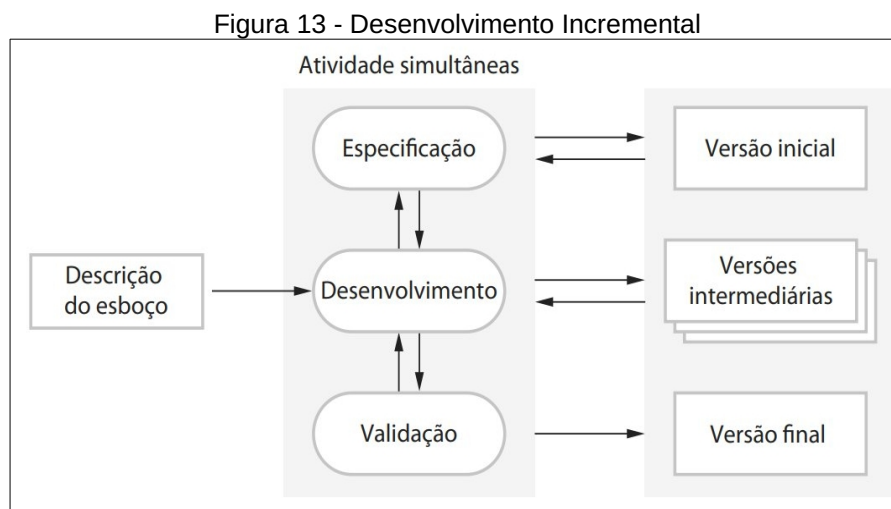 Figura 13 - Desenvolvimento Incremental
Atividade simultâneas
Especificação
Versão inicial
Descrição
do esboço
Desenvolvimento
Versões
intermediárias
Validação
Versão final